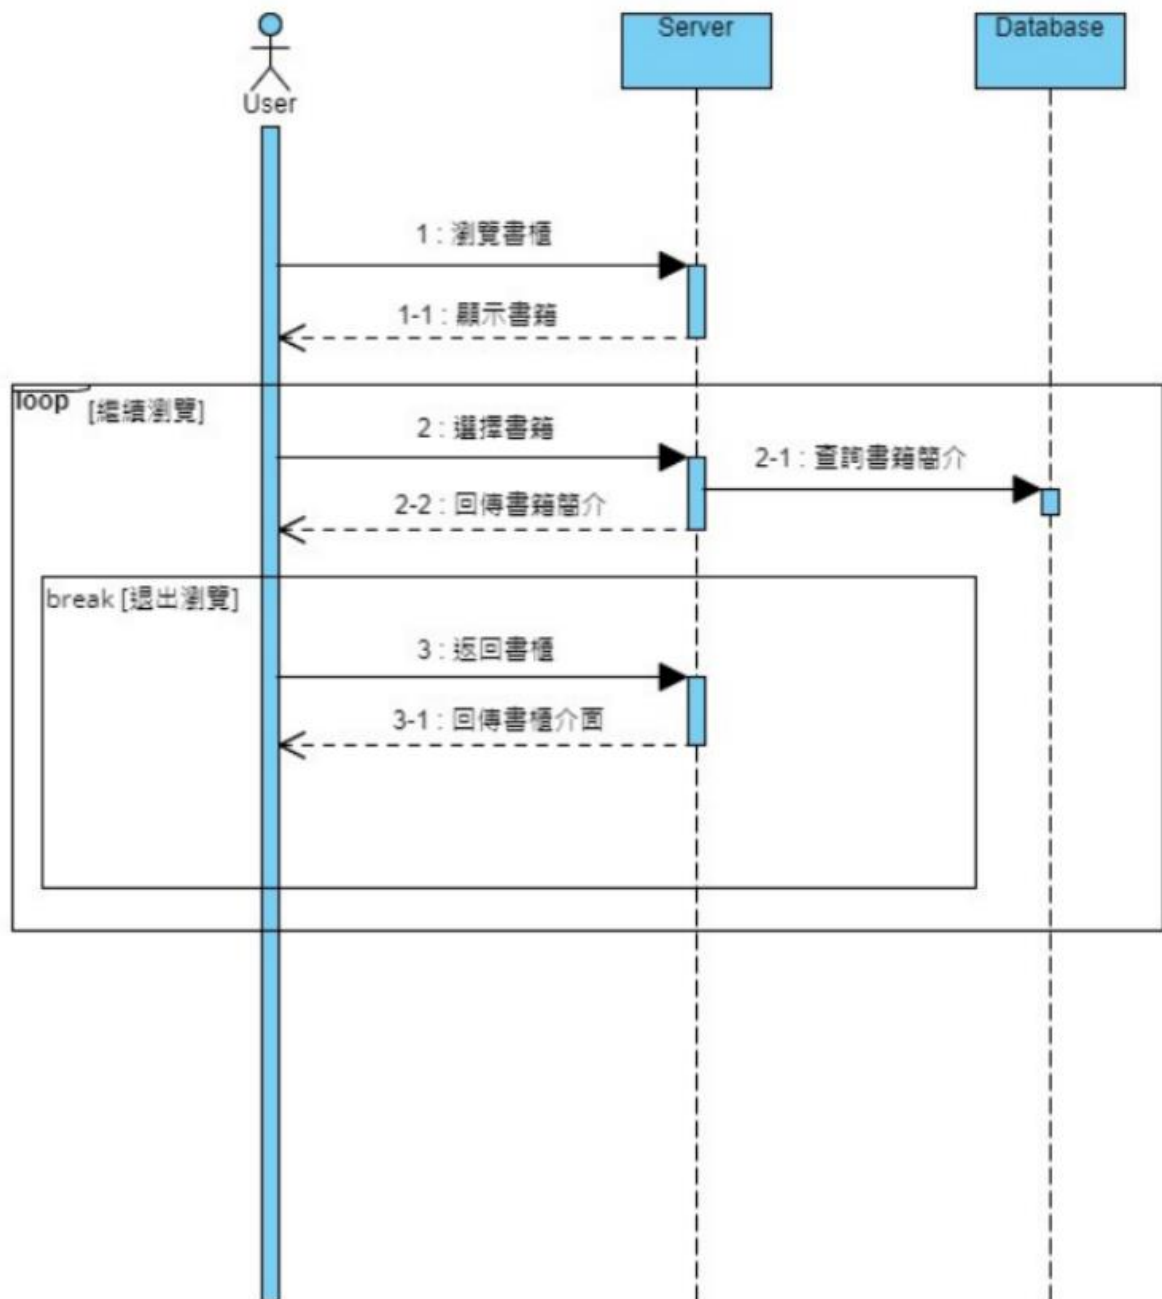 User
Server
Database
1 : 瀏覽書櫃
1-1 : 顯示書籍
loop [繼續瀏覽]
2 : 選擇書籍
2-1 : 查詢書籍簡介
2-2 : 回傳書籍簡介
break [退出瀏覽]
3 : 返回書櫃
3-1 : 回傳書櫃介面